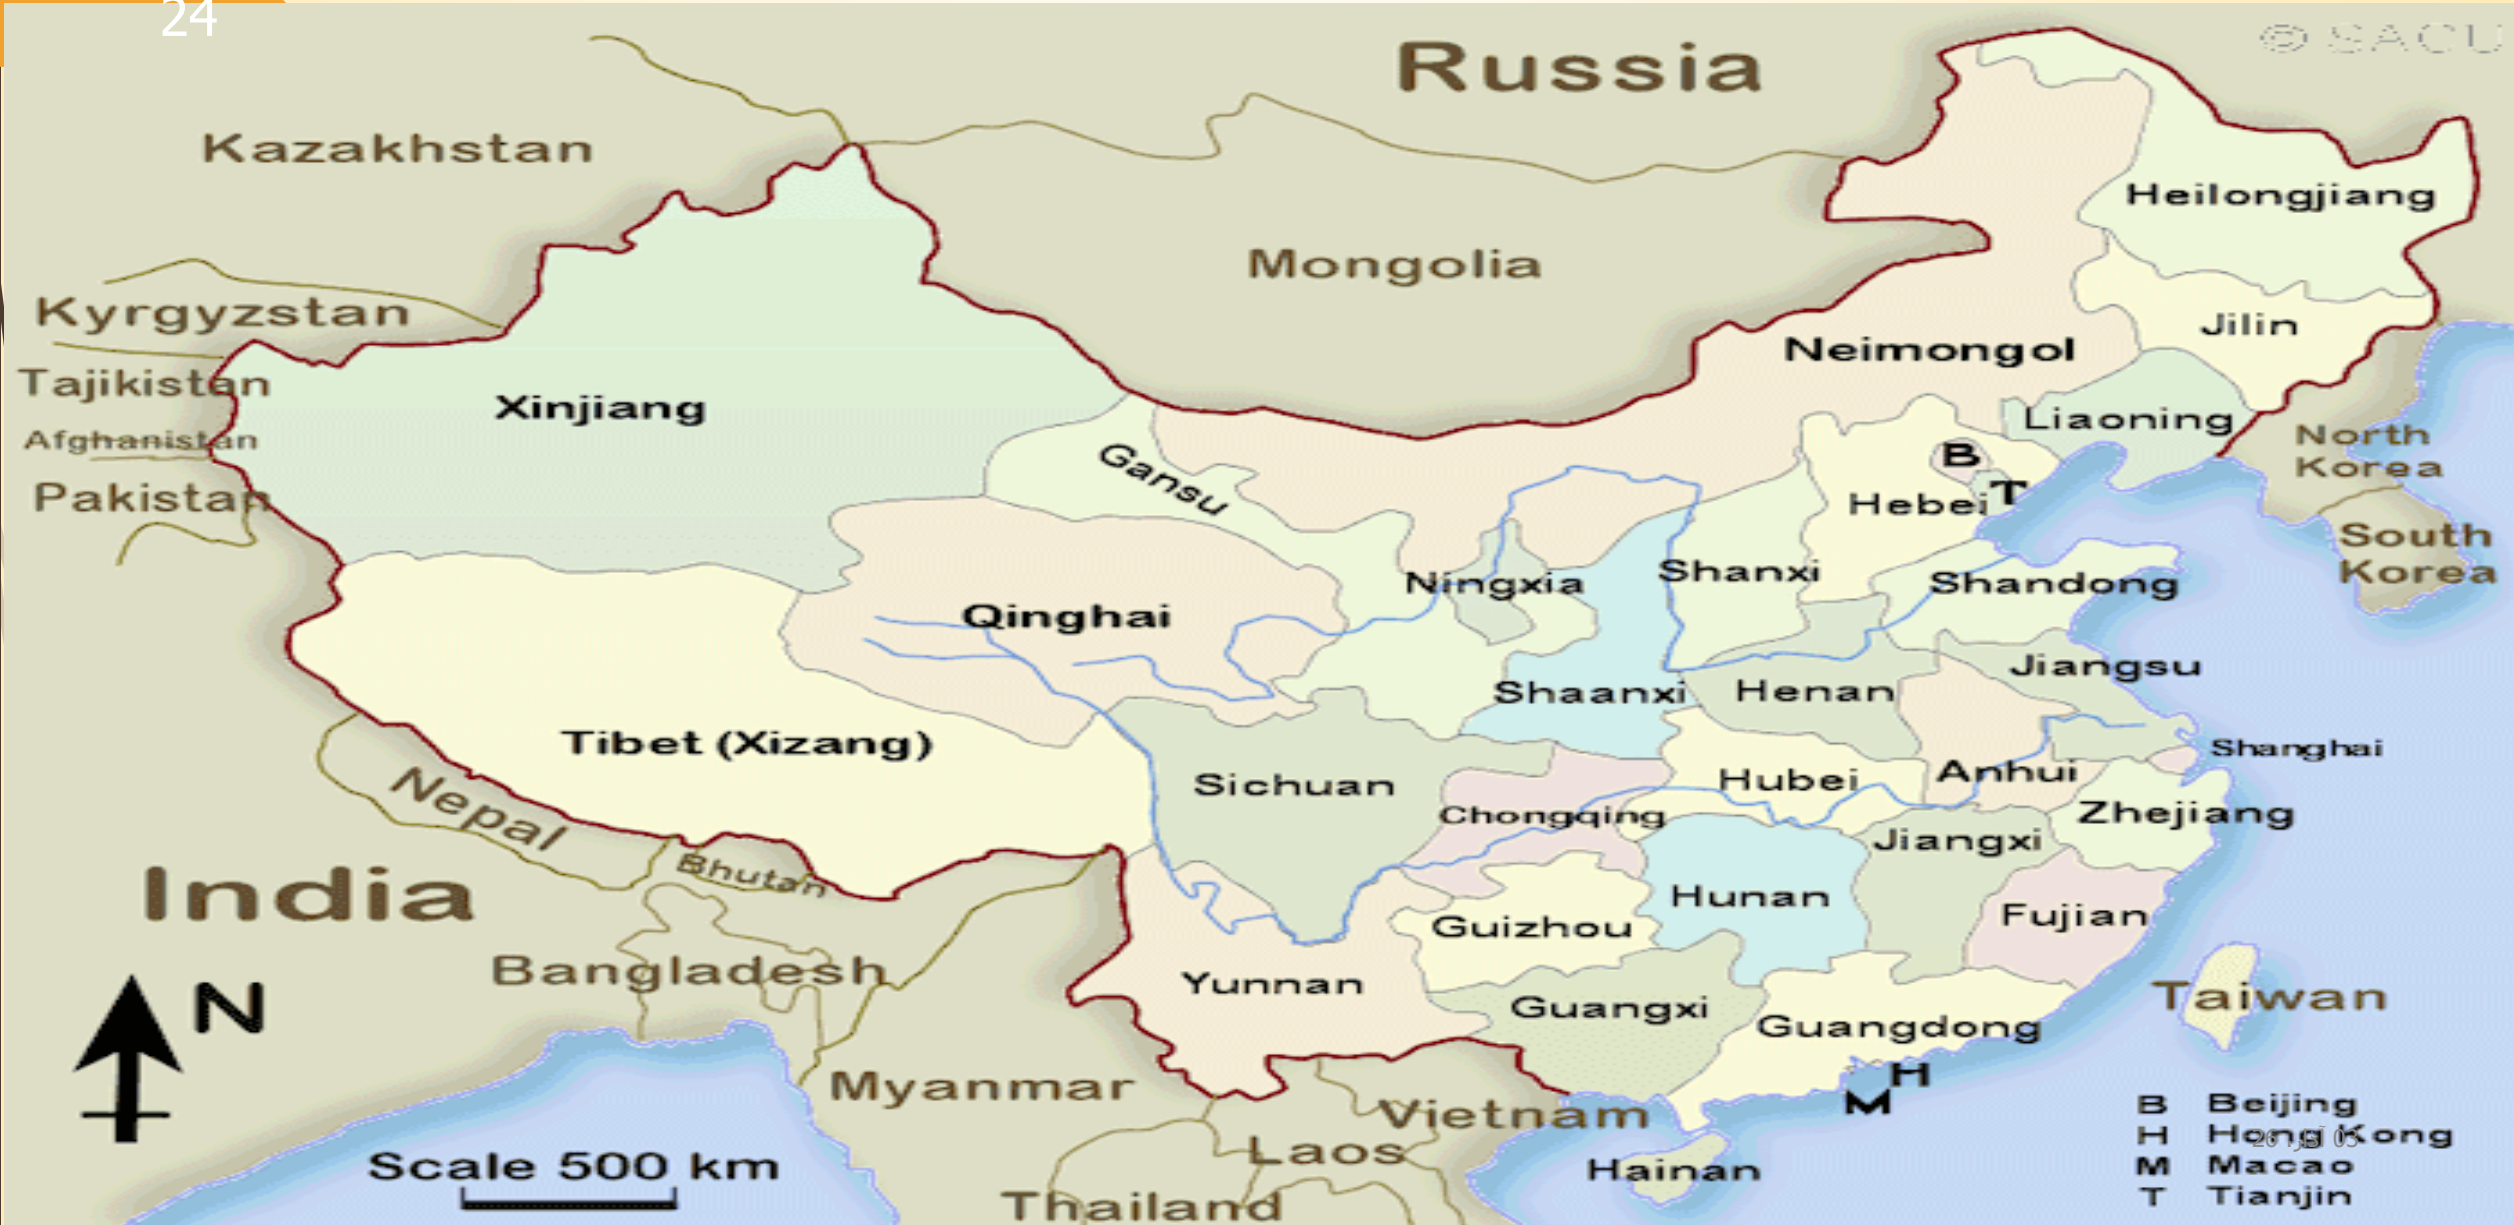 24
© SACU
Russia
Kazakhstan
Heilongjiang
Mongolia
Kyrgyzstan
Jilin
Neimongol
Tajikistan
Xinjiang
Liaoning
Afghanistan
North
Korea
B
Gansu
Pakistan
T
Hebei
South
Korea
Ningxia
Shanxi
Shandong
Qinghai
Jiangsu
Shaanxi
Henan
Tibet (Xizang)
Shanghai
Sichuan
Hubei
Anhui
Nepal
Chongqing
Zhejiang
Jiangxi
Bhutan
India
Hunan
Guizhou
Fujian
Bangladesh
Yunnan
N
Guangxi
Taiwan
Guangdong
H
M
Myanmar
Vietnam
Laos
Hainan
Scale 500 km
Thailand
B Beijing
H Hong Kong
M Macao
T Tianjin